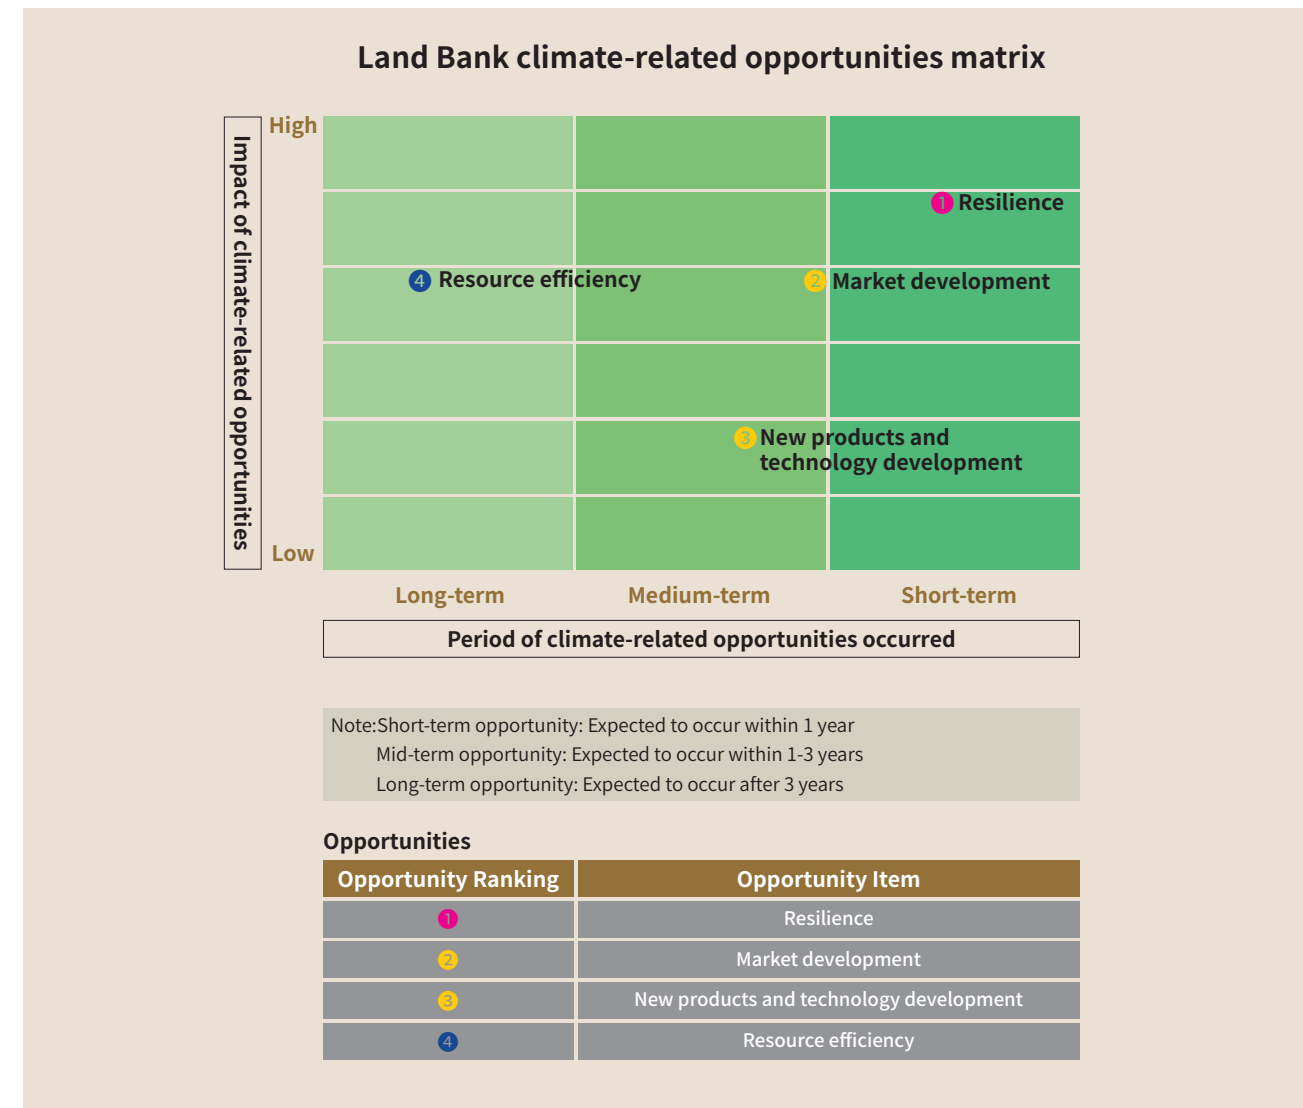 Land Bank climate-related opportunities matrix
Impact of climate-related opportunities
High
1 Resilience
4 Resource efficiency
2 Market development
3 New products and
technology development
Low
Long-term
Medium-term
Short-term
Period of climate-related opportunities occurred
Note:Short-term opportunity: Expected to occur within 1 year
Mid-term opportunity: Expected to occur within 1-3 years
Long-term opportunity: Expected to occur after 3 years
Opportunities
Opportunity Ranking Opportunity Item
1 Resilience
2 Market development
3 New products and technology development
4 Resource efficiency